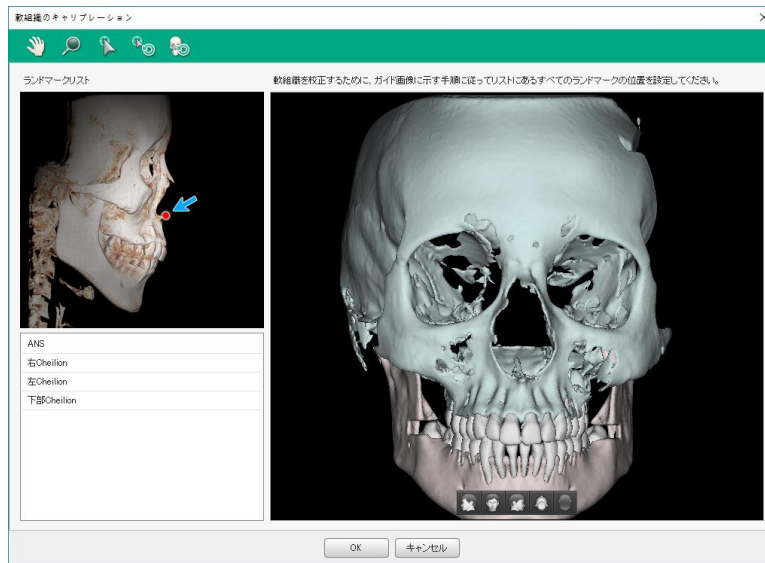 軟組織のキャリブレーション
ランドマークリスト
軟組織を校正するために、ガイド画像に示す手順に従ってリストにあるすべてのランドマークの位置を設定してください。
ANS
右Cheilion
左Cheilion
下部Cheilion
OK
キャンセル